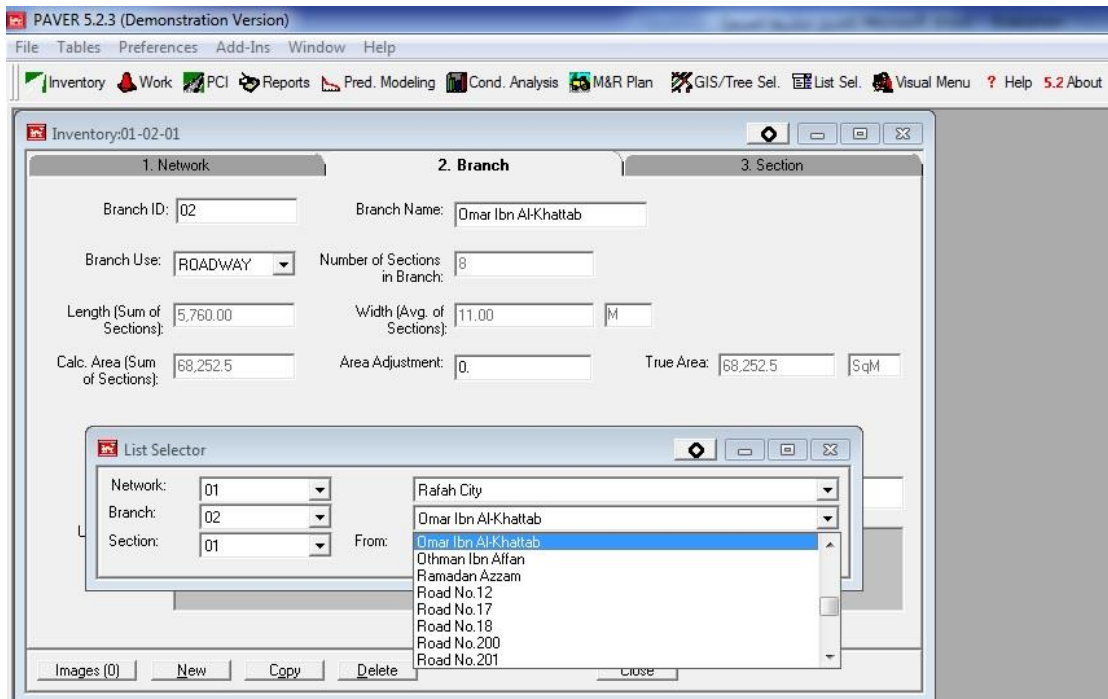 PAVER 5.2.3 (Demonstration Version)
File Tables Preferences Add-Ins Window Help
Inventory Work PCI Reports Pred. Modeling Cond. Analysis M&R Plan GIS/Tree Sel. List Sel. Visual Menu ? Help 5.2 About
Inventory:01-02-01
1. Network 2. Branch 3. Section
Branch ID: 02 Branch Name: Omar Ibn Al-Khattab
Branch Use: ROADWAY Number of Sections in Branch: 8
Length (Sum of Sections): 5,760.00 Width (Avg. of Sections): 11.00 M
Calc. Area (Sum of Sections): 68,252.5 Area Adjustment: 0. True Area: 68,252.5 SqM
List Selector
Network: 01 Rafah City
Branch: 02 Omar Ibn Al-Khattab
Section: 01 From: Omar Ibn Al-Khattab
Othman Ibn Affan
Ramadan Azzam
Road No.12
Road No.17
Road No.18
Road No.200
Road No.201
Images (0) New Copy Delete Close